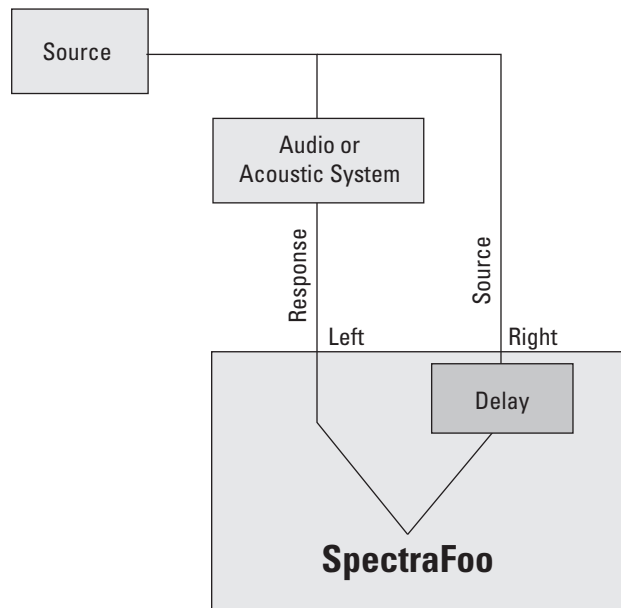 Source
Audio or
Acoustic System
Response
Source
Left
Right
Delay
SpectraFoo